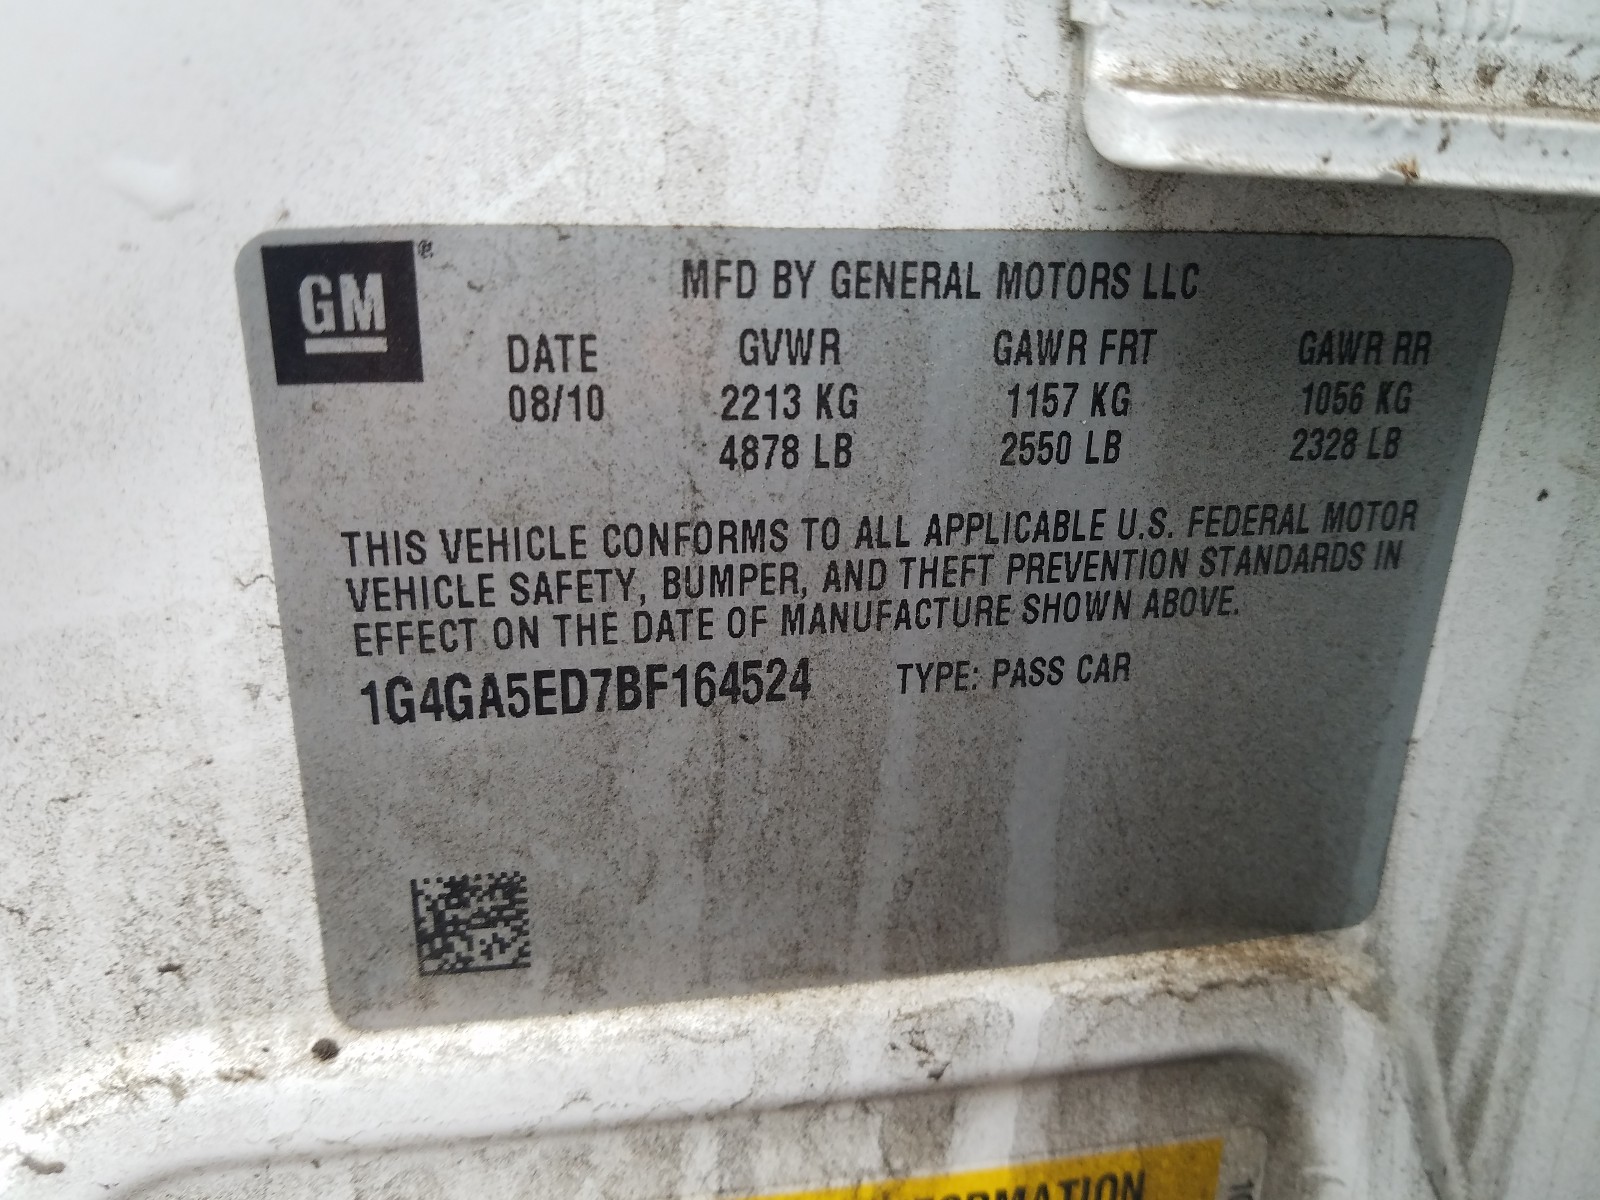 GM®
MFD BY GENERAL MOTORS LLC
DATE GVWR GAWR FRT GAWR RR
08/10 2213 KG 1157 KG 1056 KG
4878 LB 2550 LB 2328 LB
THIS VEHICLE CONFORMS TO ALL APPLICABLE U.S. FEDERAL MOTOR
VEHICLE SAFETY, BUMPER, AND THEFT PREVENTION STANDARDS IN
EFFECT ON THE DATE OF MANUFACTURE SHOWN ABOVE.
1G4GA5ED7BF164524 TYPE: PASS CAR